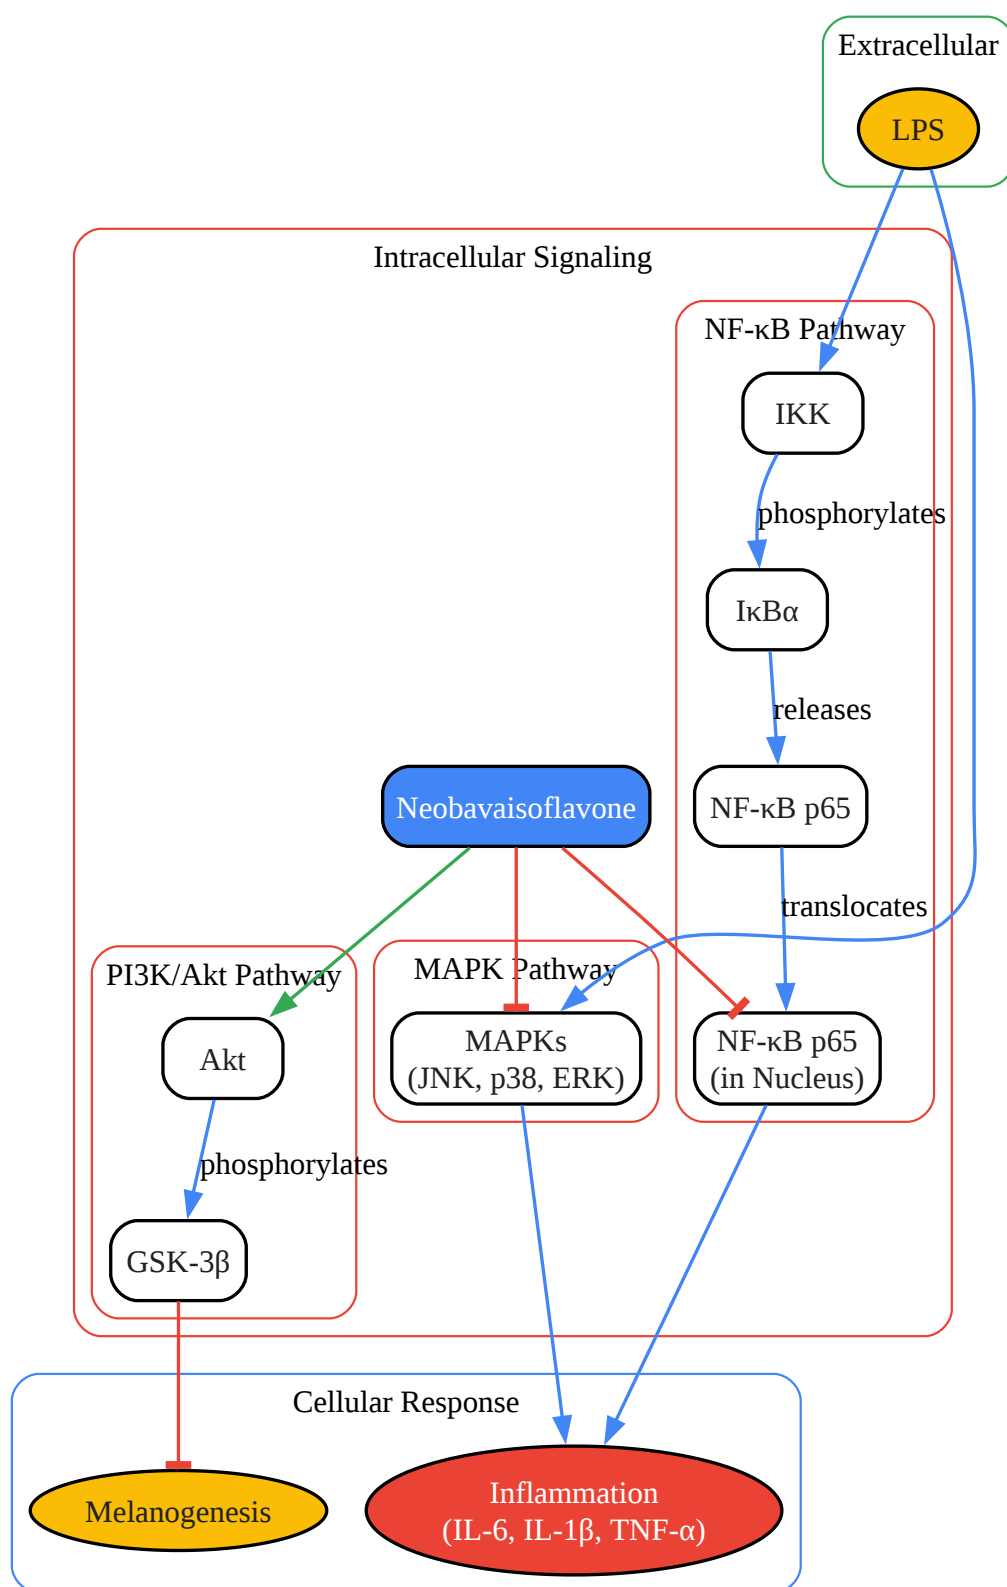 Extracellular
LPS
Intracellular Signaling
NF-κB Pathway
IKK
phosphorylates
IκBα
releases
Neobavaisoflavone
NF-κB p65
translocates
PI3K/Akt Pathway
MAPK Pathway
Akt
MAPKs
(JNK, p38, ERK)
NF-κB p65
(in Nucleus)
phosphorylates
GSK-3β
Cellular Response
Melanogenesis
Inflammation
(IL-6, IL-1β, TNF-α)